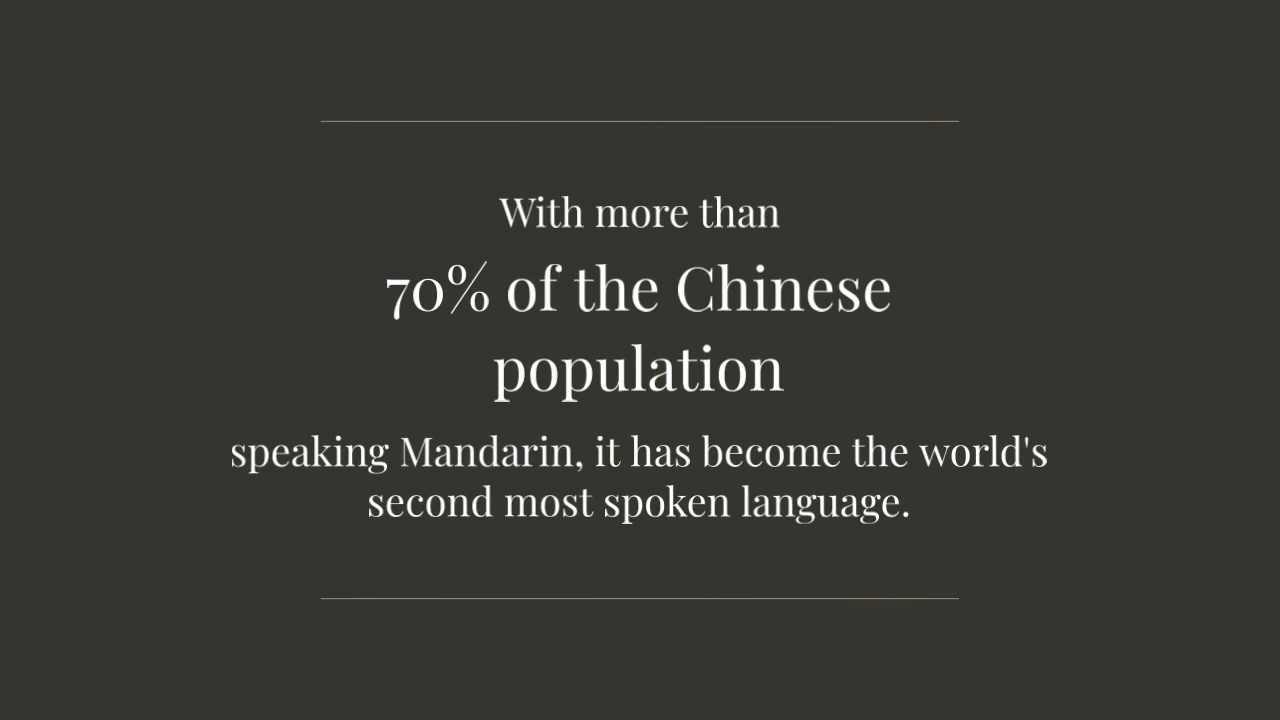 With more than
70% of the Chinese
population
speaking Mandarin, it has become the world's
second most spoken language.